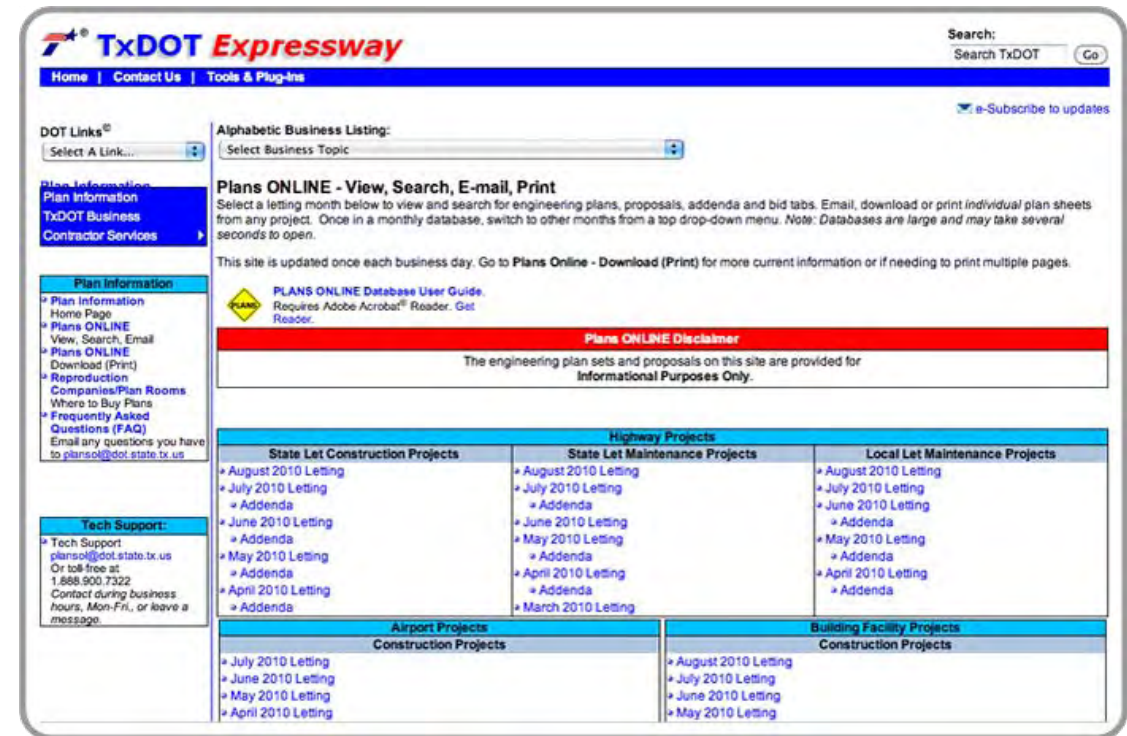 TxDOT Expressway
Search:
Search TxDOT
Go
Home | Contact Us | Tools & Plug-Ins
e-Subscribe to updates
DOT Links©
Select A Link...
Alphabetic Business Listing:
Select Business Topic
Plan Information
Plan Information
TxDOT Business
Contractor Services
Plans ONLINE - View, Search, E-mail, Print
Select a letting month below to view and search for engineering plans, proposals, addenda and bid tabs. Email, download or print individual plan sheets
from any project. Once in a monthly database, switch to other months from a top drop-down menu. Note: Databases are large and may take several
seconds to open.
This site is updated once each business day. Go to Plans Online - Download (Print) for more current information or if needing to print multiple pages.
PLANS
PLANS ONLINE Database User Guide.
Requires Adobe Acrobat® Reader. Get
Reader.
Plan Information
Plan Information
Home Page
Plans ONLINE
View, Search, Email
Plans ONLINE
Download (Print)
Reproduction
Companies/Plan Rooms
Where to Buy Plans
Frequently Asked
Questions (FAQ)
Email any questions you have
to plansol@dot.state.tx.us
Tech Support:
Tech Support
plansol@dot.state.tx.us
Or toll-free at
1.888.900.7322
Contact during business
hours, Mon-Fri., or leave a
message.
Plans ONLINE Disclaimer
The engineering plan sets and proposals on this site are provided for
Informational Purposes Only.
Highway Projects
State Let Construction Projects
August 2010 Letting
July 2010 Letting
Addenda
June 2010 Letting
Addenda
May 2010 Letting
Addenda
April 2010 Letting
Addenda
State Let Maintenance Projects
August 2010 Letting
July 2010 Letting
Addenda
June 2010 Letting
May 2010 Letting
Addenda
April 2010 Letting
Addenda
March 2010 Letting
Local Let Maintenance Projects
August 2010 Letting
July 2010 Letting
June 2010 Letting
Addenda
May 2010 Letting
Addenda
April 2010 Letting
Addenda
Airport Projects
Construction Projects
July 2010 Letting
June 2010 Letting
May 2010 Letting
April 2010 Letting
Building Facility Projects
Construction Projects
August 2010 Letting
July 2010 Letting
June 2010 Letting
May 2010 Letting